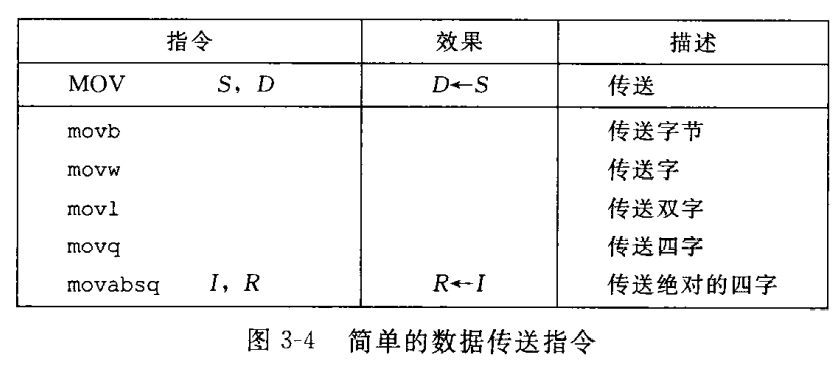 指令 效果 描述
MOV S, D D←S 传送
movb 传送字节
movw 传送字
movl 传送双字
movq 传送四字
movabsq I, R R←I 传送绝对的四字
图 3-4 简单的数据传送指令